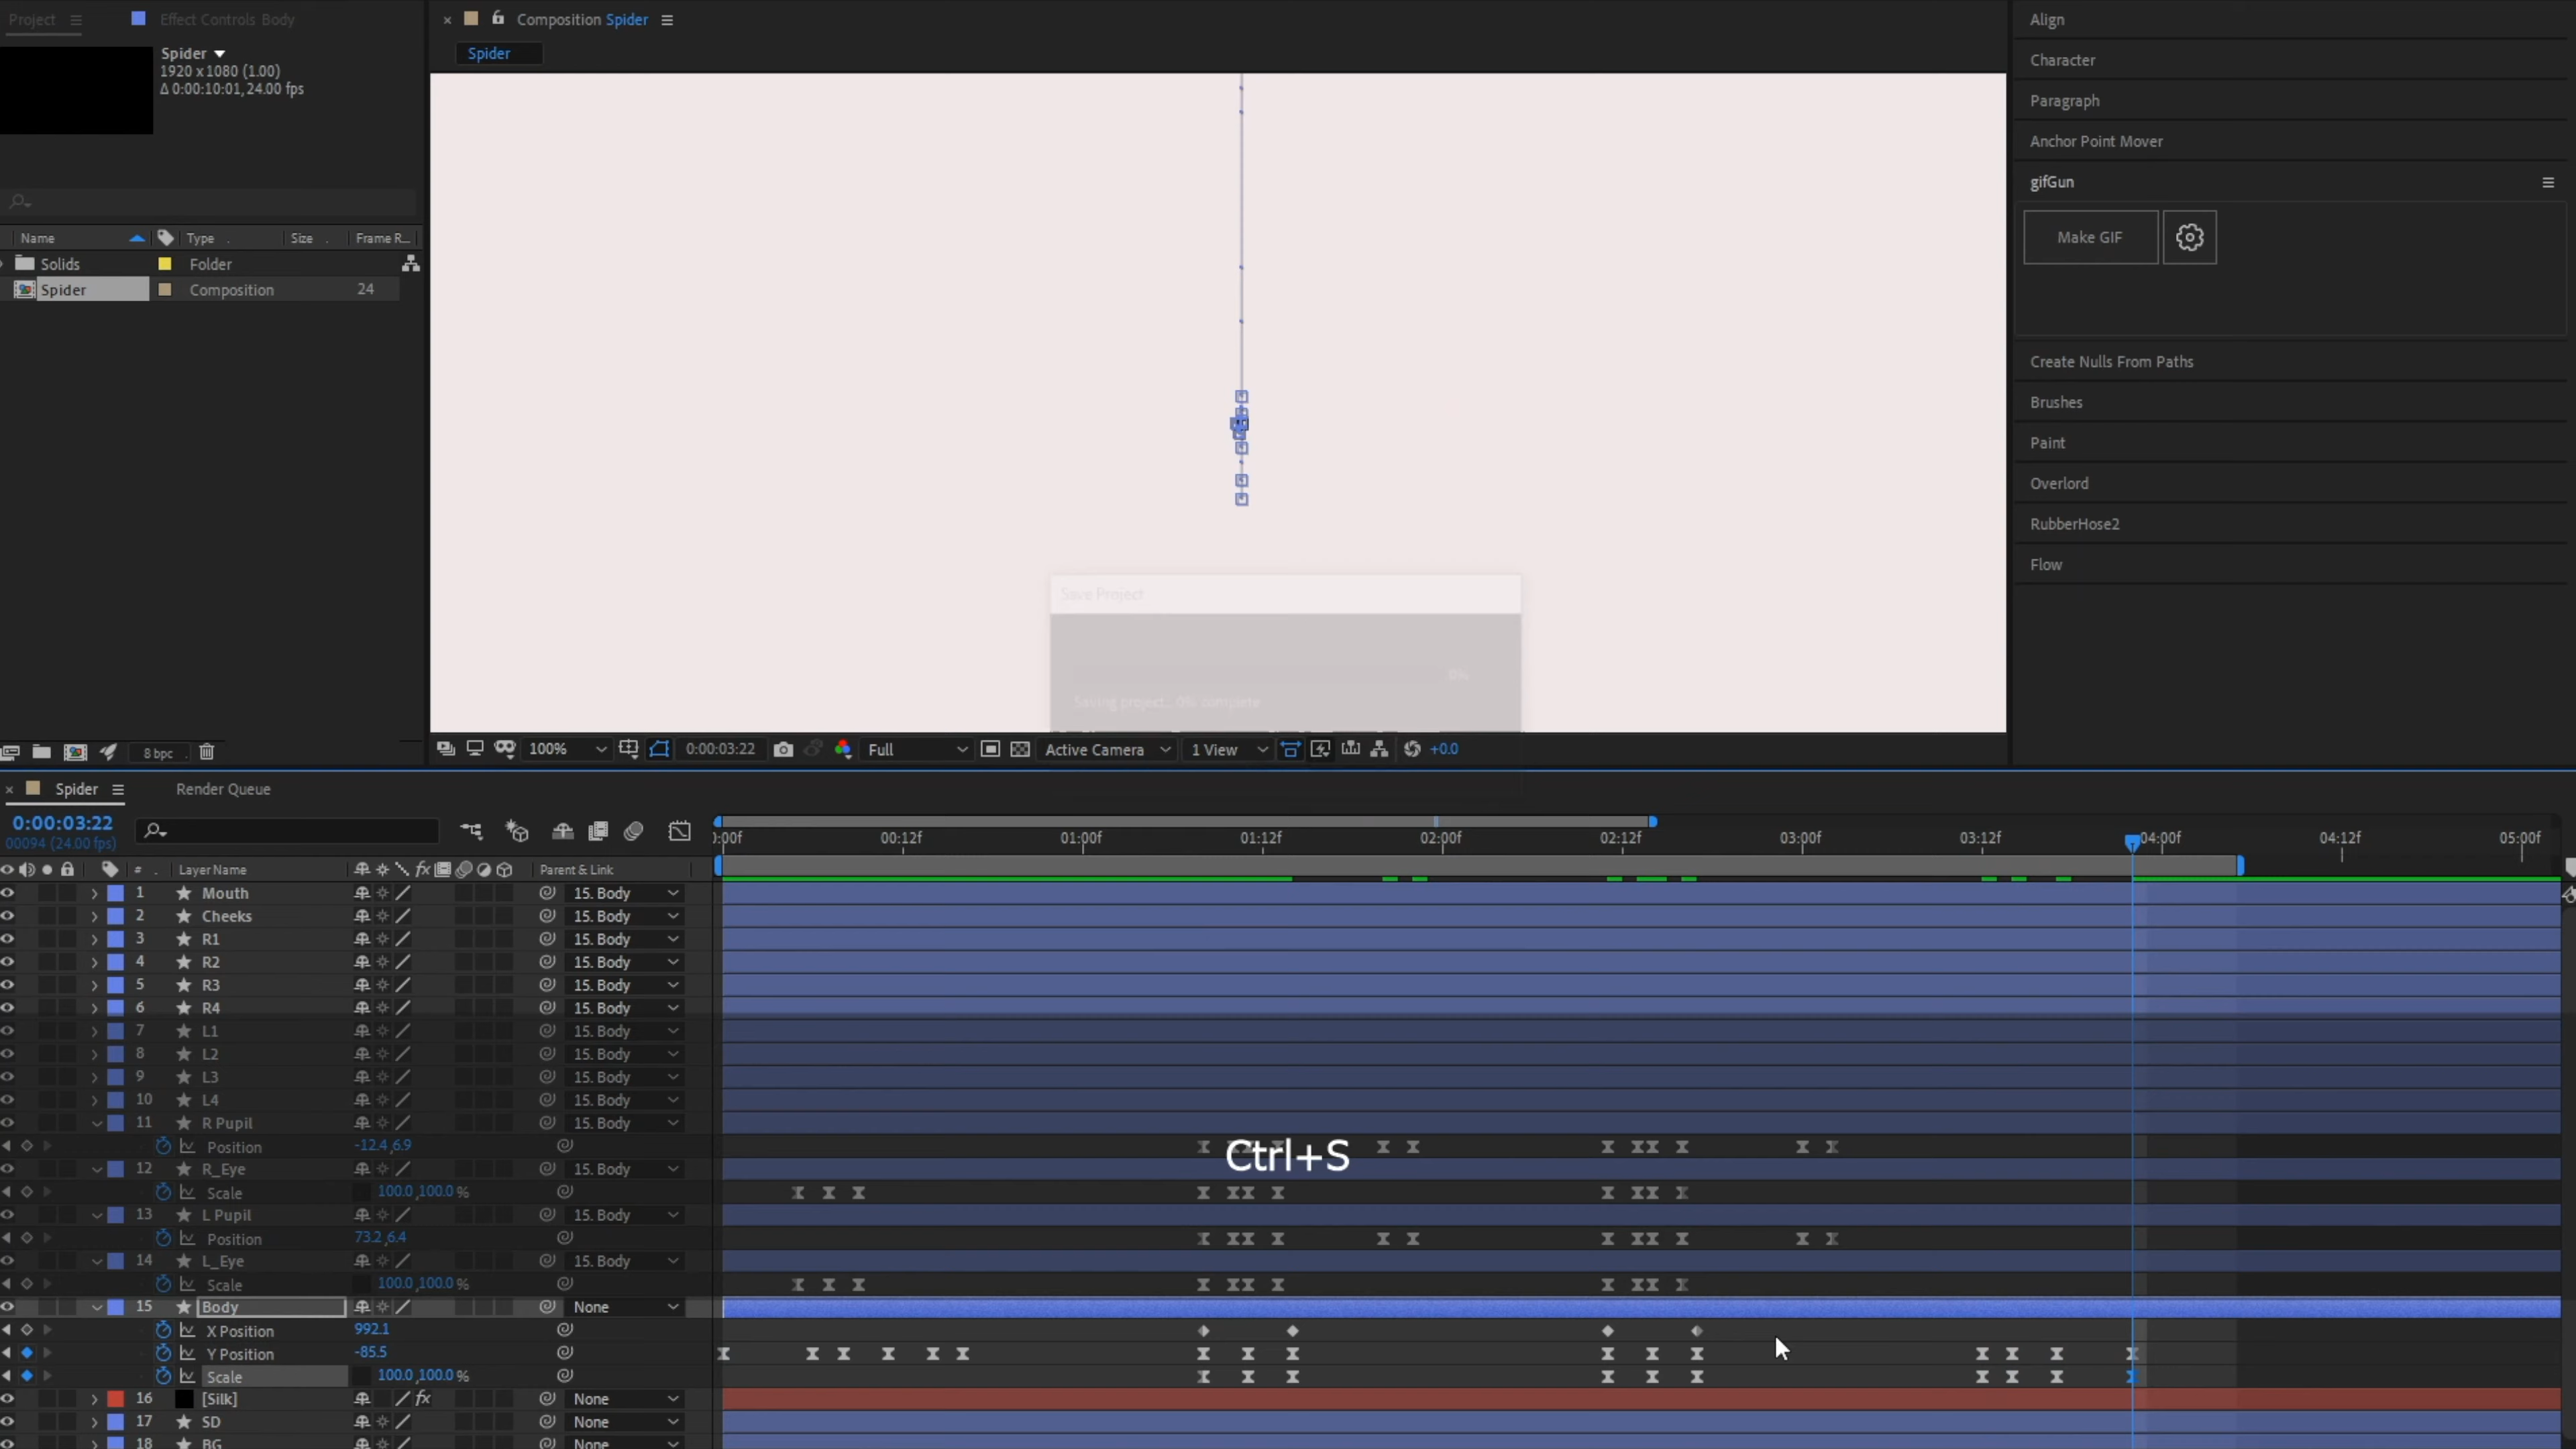 Project
Effect Controls Body
Composition Spider
Align
Spider
1920 x 1080 (1.00)
Δ 0:00:10:01, 24.00 fps
Spider
Character
Paragraph
Anchor Point Mover
gifGun
Make GIF
Name
Type
Size
Frame R...
Solids
Folder
Spider
Composition
24
Create Nulls From Paths
Brushes
Paint
Overlord
RubberHose2
Flow
Save Project
0%
Saving project... 0% complete
8 bpc
100%
0:00:03:22
Full
Active Camera
1 View
+0.0
Spider
Render Queue
0:00:03:22
00094 (24.00 fps)
):00f
00:12f
01:00f
01:12f
02:00f
02:12f
03:00f
03:12f
04:00f
04:12f
05:00f
#
Layer Name
fx
Parent & Link
1 Mouth 15. Body
2 Cheeks 15. Body
3 R1 15. Body
4 R2 15. Body
5 R3 15. Body
6 R4 15. Body
7 L1 15. Body
8 L2 15. Body
9 L3 15. Body
10 L4 15. Body
11 R Pupil 15. Body
Position -12.4,6.9
Ctrl+S
12 R_Eye 15. Body
Scale 100.0,100.0 %
13 L Pupil 15. Body
Position 73.2,6.4
14 L_Eye 15. Body
Scale 100.0,100.0 %
15 Body None
X Position 992.1
Y Position -85.5
Scale 100.0,100.0 %
16 [Silk] fx None
17 SD None
18 BG None